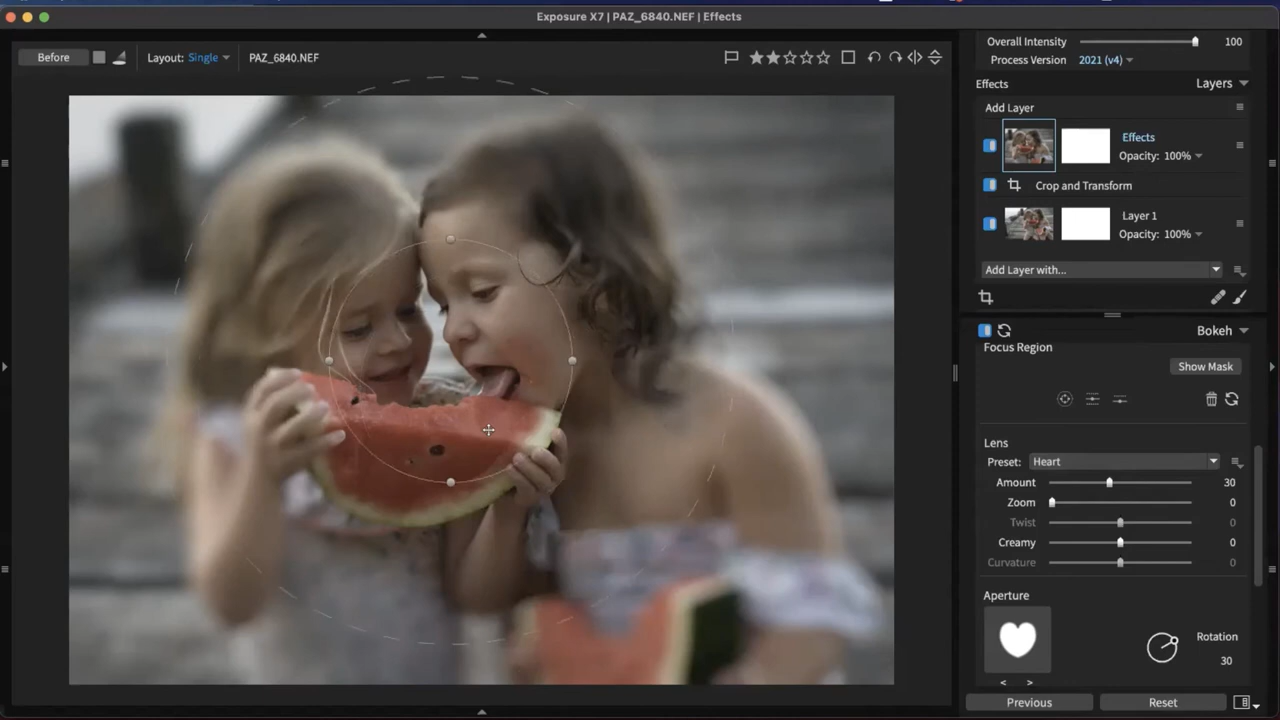 Exposure X7 | PAZ_6840.NEF | Effects
Before
Layout: Single
PAZ_6840.NEF
Overall Intensity 100
Process Version 2021 (v4)
Effects Layers
Add Layer
Effects
Opacity: 100%
Crop and Transform
Layer 1
Opacity: 100%
Add Layer with...
Bokeh
Focus Region
Show Mask
Lens
Preset: Heart
Amount 30
Zoom 0
Twist 0
Creamy 0
Curvature 0
Aperture
Rotation
30
< >
Previous Reset